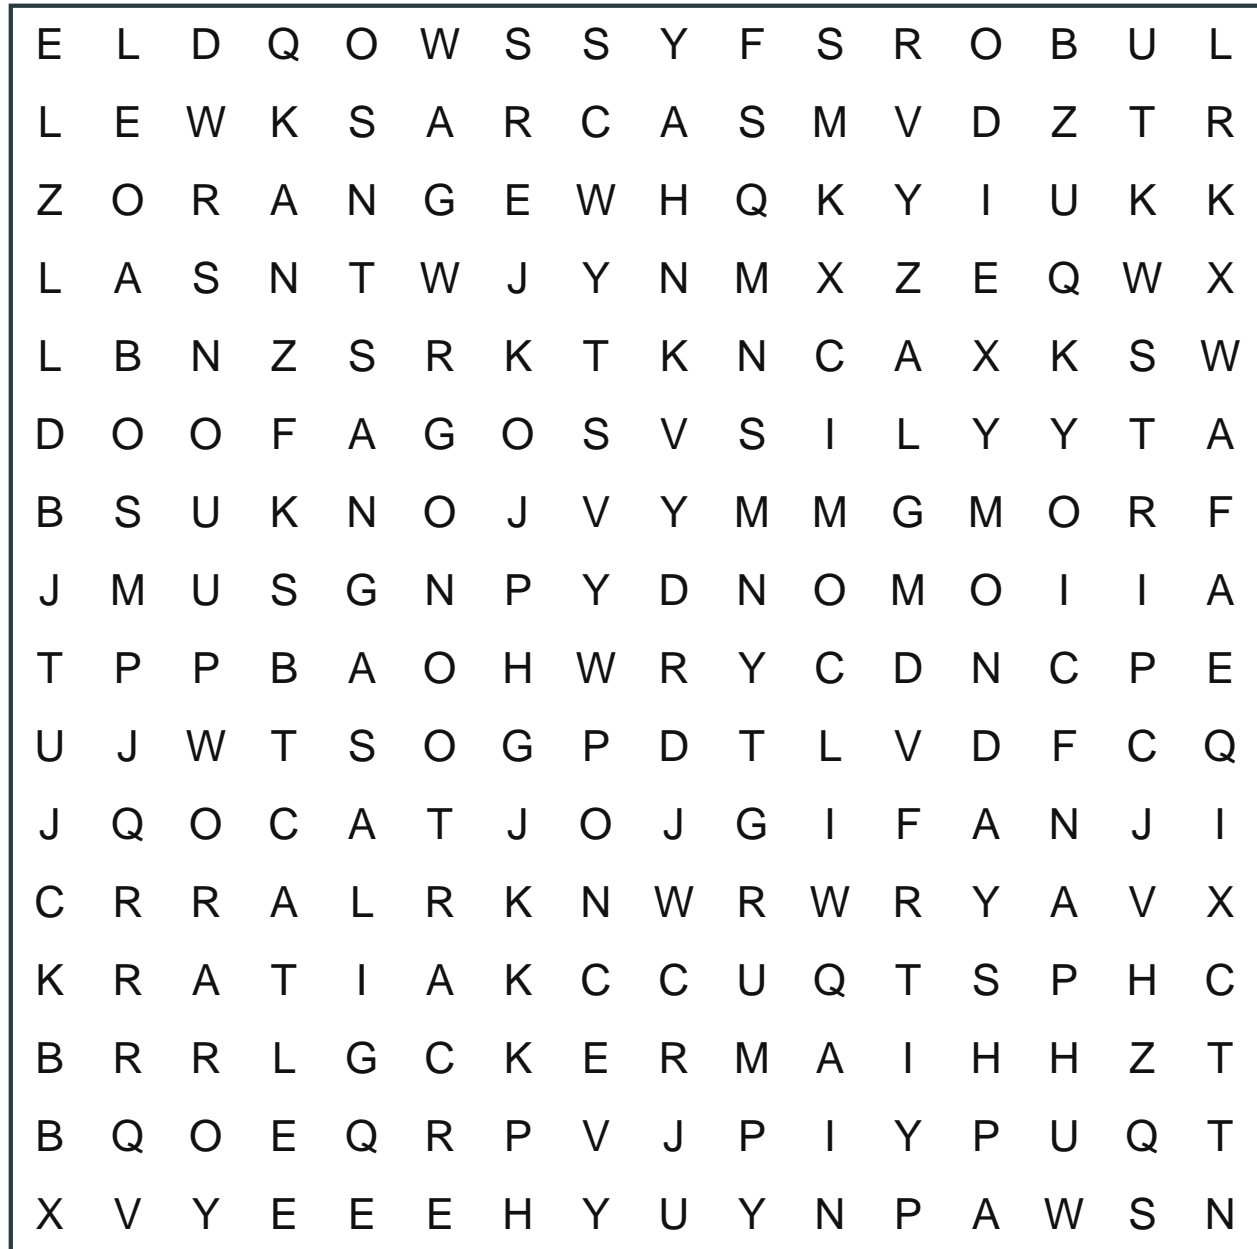 E L D Q O W S S Y F S R O B U L
L E W K S A R C A S M V D Z T R
Z O R A N G E W H Q K Y I U K K
L A S N T W J Y N M X Z E Q W X
L B N Z S R K T K N C A X K S W
D O O F A G O S V S I L Y Y T A
B S U K N O J V Y M M G M O R F
J M U S G N P Y D N O M O I I A
T P P B A O H W R Y C D N C P E
U J W T S O G P D T L V D F C Q
J Q O C A T J O J G I F A N J I
C R R A L R K N W R W R Y A V X
K R A T I A K C C U Q T S P H C
B R R L G C K E R M A I H H Z T
B Q O E Q R P V J P I Y P U Q T
X V Y E E E H Y U Y N P A W S N